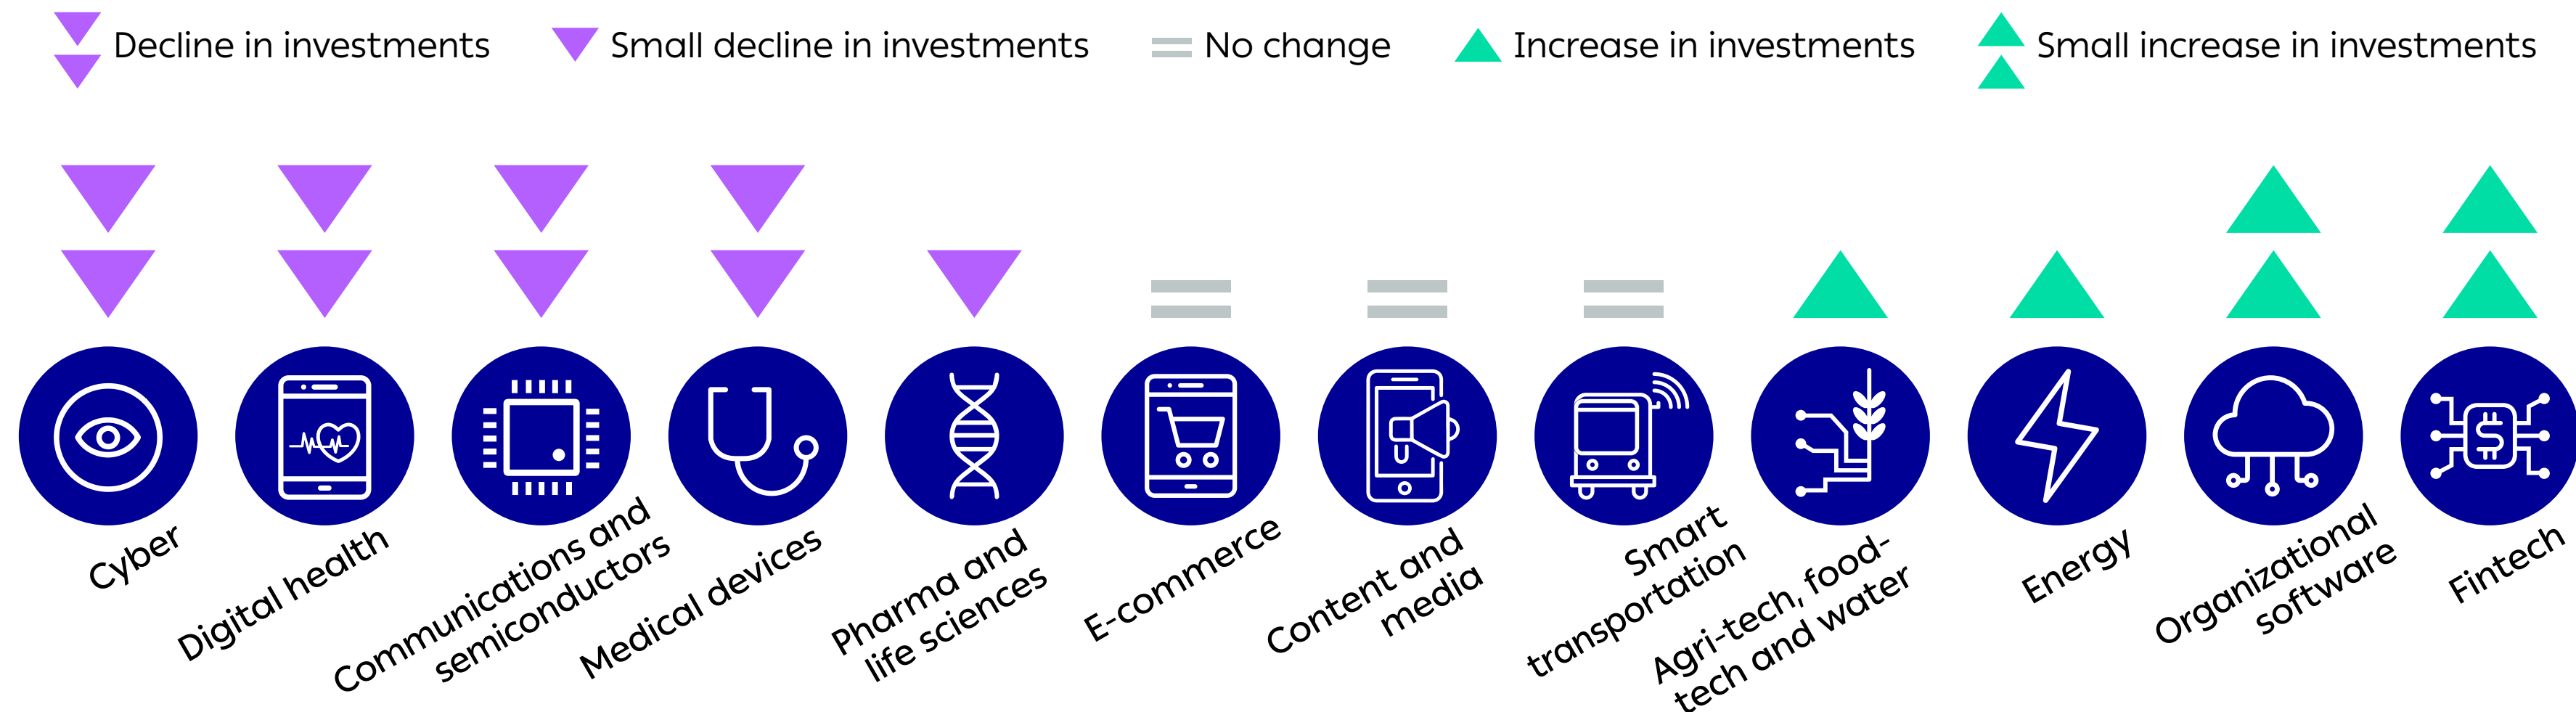 Decline in investments
Small decline in investments
No change
Increase in investments
Small increase in investments
Cyber
Digital health
Communications and
semiconductors
Medical devices
Pharma and
life sciences
E-commerce
Content and
media
Smart
transportation
Agri-tech, food-
tech and water
Energy
Organizational
software
Fintech